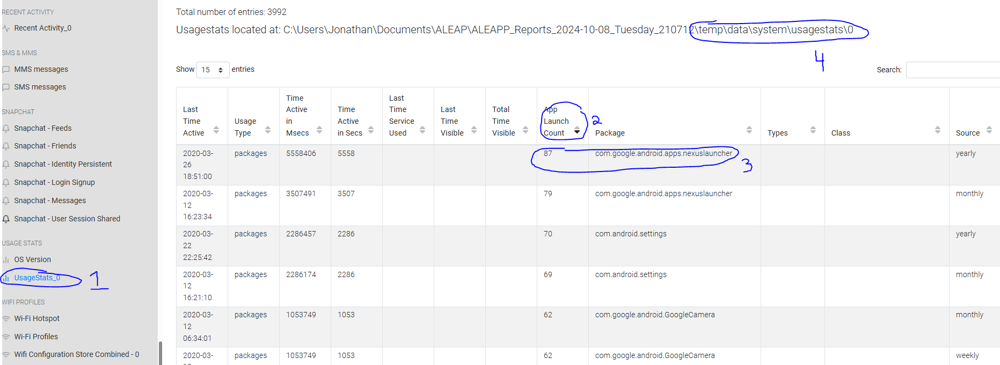 RECENT ACTIVITY
Recent Activity_0
SMS & MMS
MMS messages
SMS messages
SNAPCHAT
Snapchat - Feeds
Snapchat - Friends
Snapchat - Identity Persistent
Snapchat - Login Signup
Snapchat - Messages
Snapchat - User Session Shared
USAGE STATS
OS Version
UsageStats_0
1
WIFI PROFILES
Wi-Fi Hotspot
Wi-Fi Profiles
Wifi Configuration Store Combined - 0
Total number of entries: 3992
Usagestats located at: C:\Users\Jonathan\Documents\ALEAP\ALEAPP_Reports_2024-10-08_Tuesday_210712\temp\data\system\usagestats\0
4
Show 15 entries
Search:
Last Time Active
Usage Type
Time Active in Msecs
Time Active in Secs
Last Time Service Used
Last Time Visible
Total Time Visible
App Launch Count
2
Package
Types
Class
Source
2020-03-26 18:51:00 packages 5558406 5558 87 com.google.android.apps.nexuslauncher yearly
3
2020-03-12 16:23:34 packages 3507491 3507 79 com.google.android.apps.nexuslauncher monthly
2020-03-22 22:25:42 packages 2286457 2286 70 com.android.settings yearly
2020-03-12 16:21:10 packages 2286174 2286 69 com.android.settings monthly
2020-03-12 06:34:01 packages 1053749 1053 62 com.google.android.GoogleCamera monthly
2020-03- packages 1053749 1053 62 com.google.android.GoogleCamera weekly